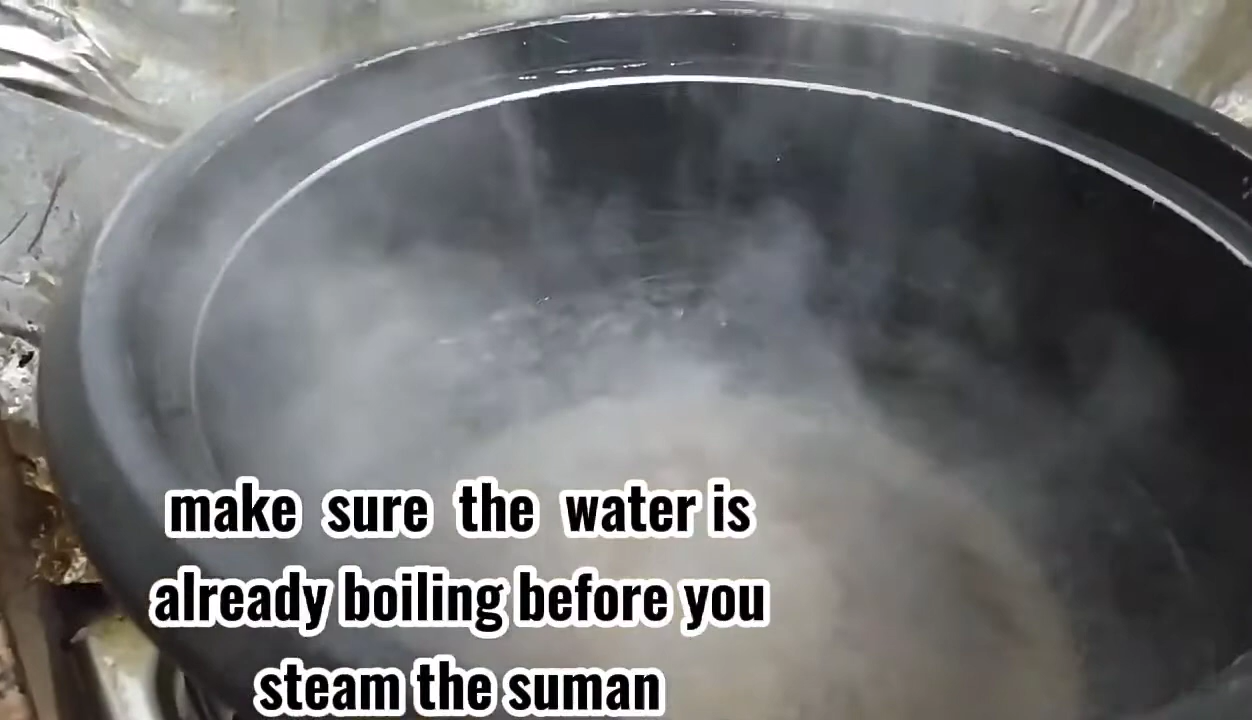 make sure the water is
already boiling before you
steam the suman